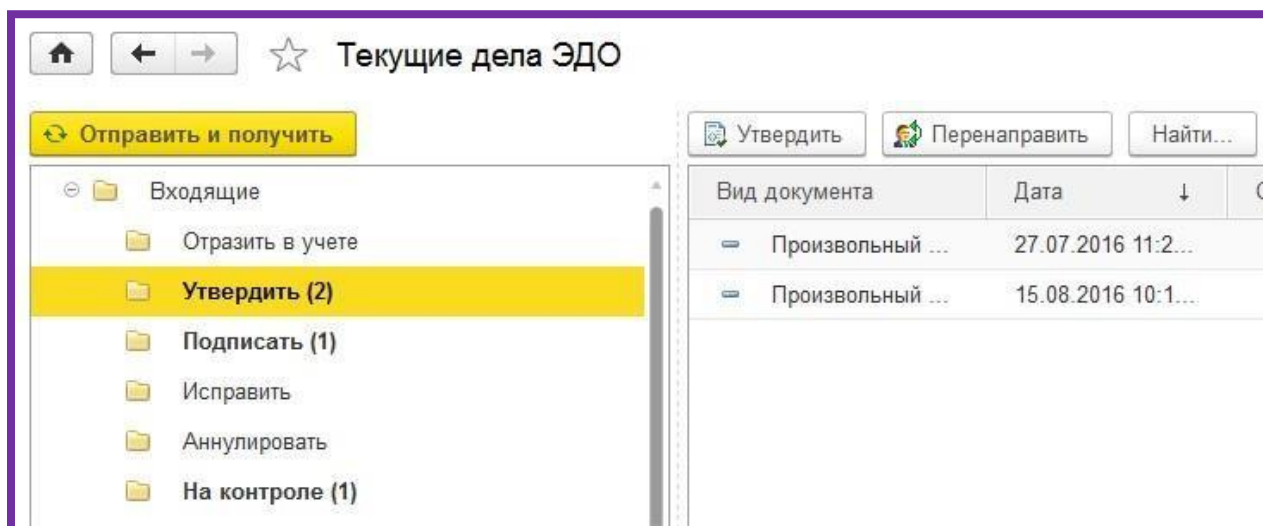 Текущие дела ЭДО
Отправить и получить
Утвердить Перенаправить Найти...
Входящие
Вид документа Дата ↓
Отразить в учете
Произвольный ... 27.07.2016 11:2...
Утвердить (2)
Произвольный ... 15.08.2016 10:1...
Подписать (1)
Исправить
Аннулировать
На контроле (1)